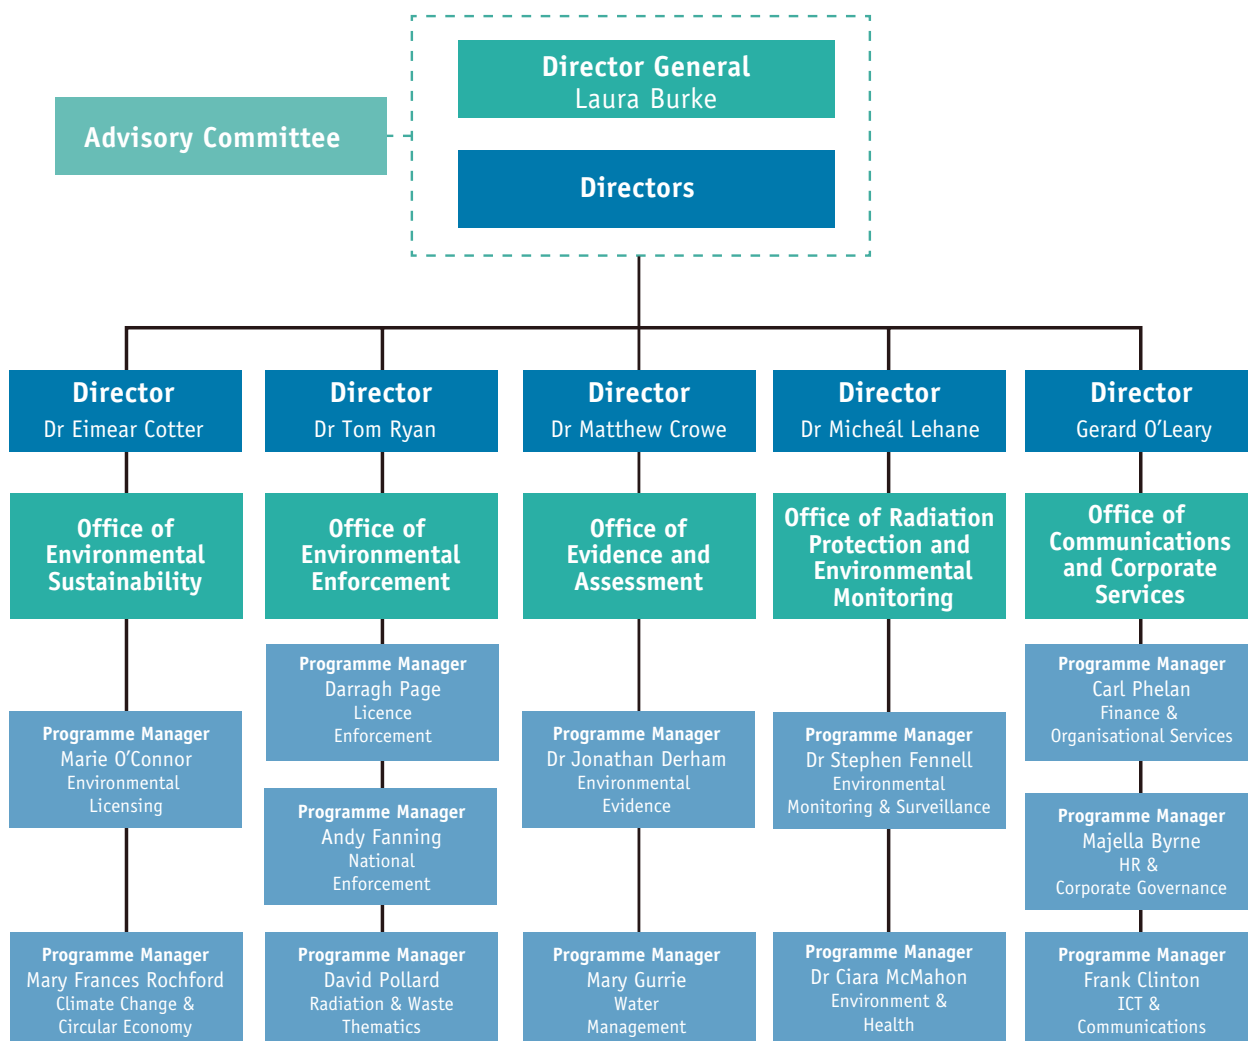 Director General
Laura Burke
Advisory Committee
Directors
Director
Dr Eimear Cotter
Office of
Environmental
Sustainability
Programme Manager
Marie O’Connor
Environmental
Licensing
Programme Manager
Mary Frances Rochford
Climate Change &
Circular Economy
Director
Dr Tom Ryan
Office of
Environmental
Enforcement
Programme Manager
Darragh Page
Licence
Enforcement
Programme Manager
Andy Fanning
National
Enforcement
Programme Manager
David Pollard
Radiation & Waste
Thematics
Director
Dr Matthew Crowe
Office of
Evidence and
Assessment
Programme Manager
Dr Jonathan Derham
Environmental
Evidence
Programme Manager
Mary Gurrie
Water
Management
Director
Dr Micheál Lehane
Office of Radiation
Protection and
Environmental
Monitoring
Programme Manager
Dr Stephen Fennell
Environmental
Monitoring & Surveillance
Programme Manager
Dr Ciara McMahon
Environment &
Health
Director
Gerard O’Leary
Office of
Communications
and Corporate
Services
Programme Manager
Carl Phelan
Finance &
Organisational Services
Programme Manager
Majella Byrne
HR &
Corporate Governance
Programme Manager
Frank Clinton
ICT &
Communications